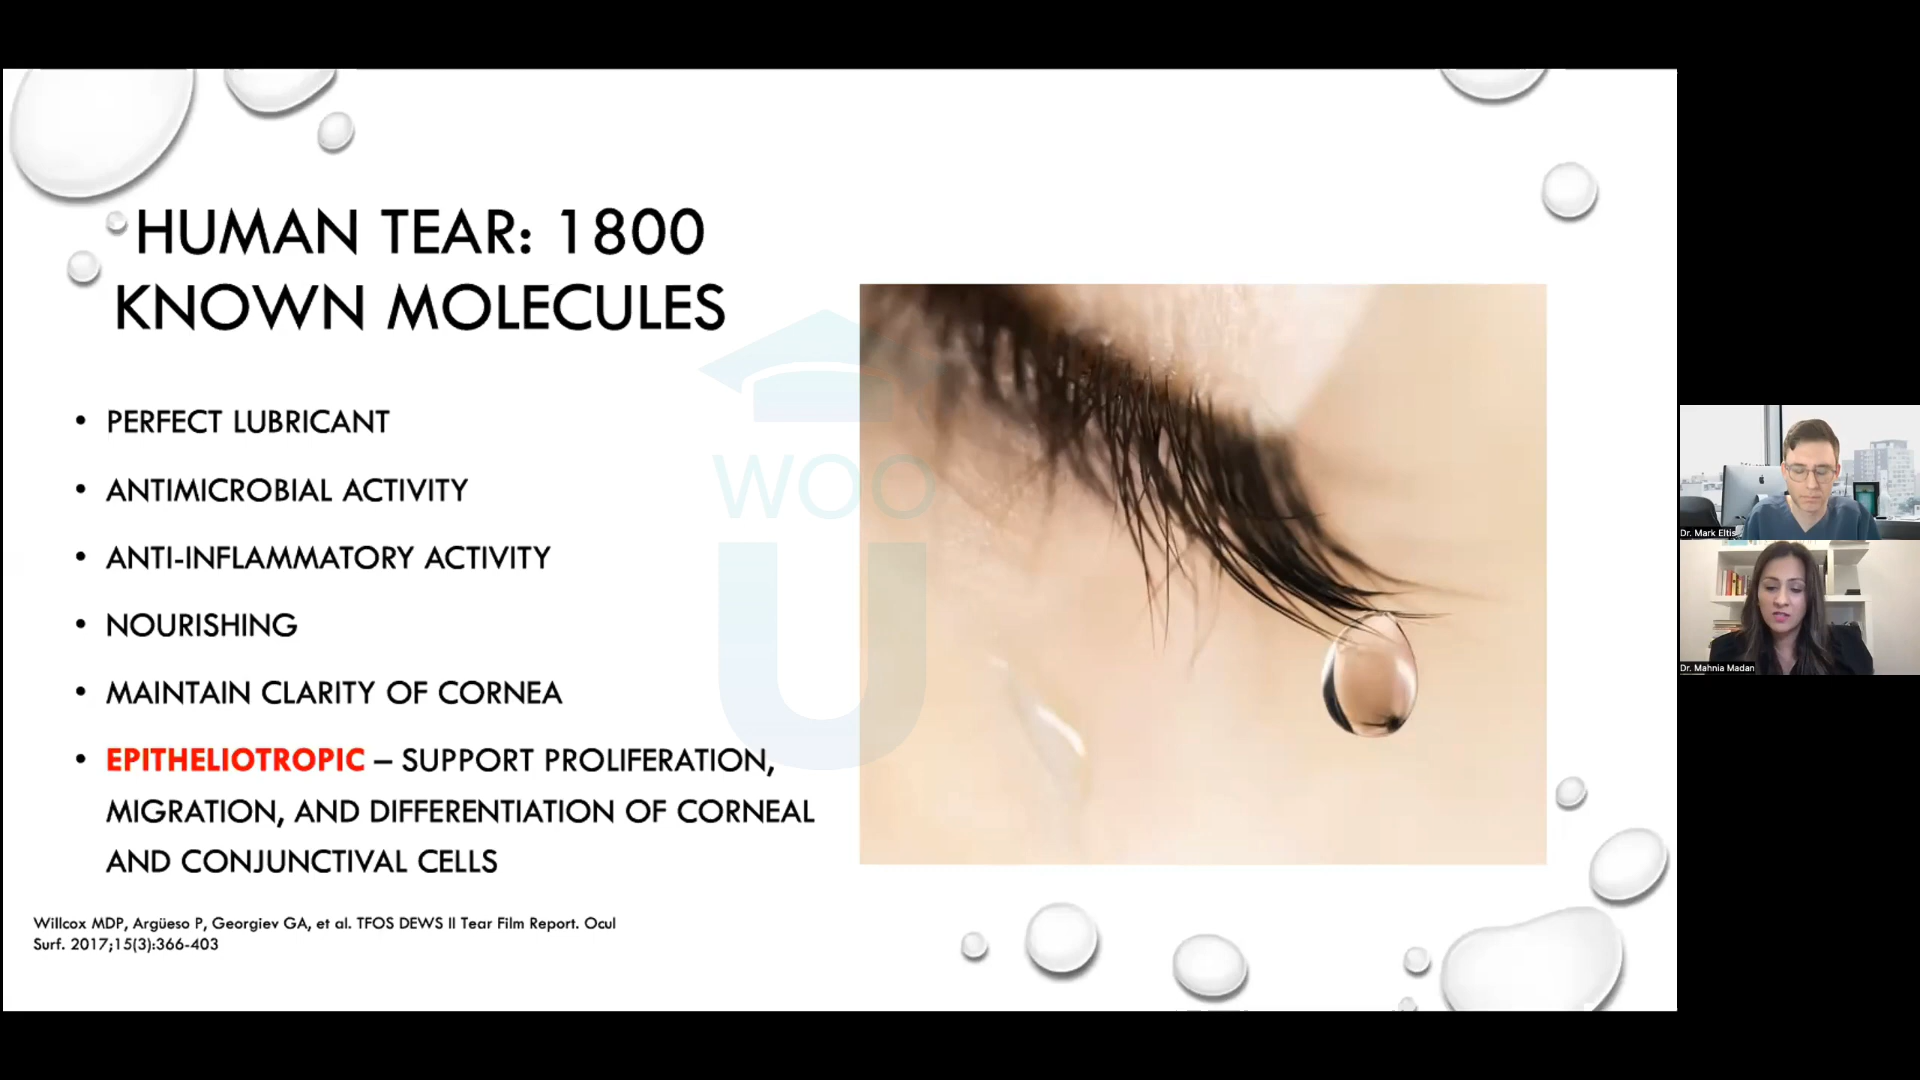 HUMAN TEAR: 1800
KNOWN MOLECULES
• PERFECT LUBRICANT
• ANTIMICROBIAL ACTIVITY
• ANTI-INFLAMMATORY ACTIVITY
• NOURISHING
• MAINTAIN CLARITY OF CORNEA
• EPITHELIOTROPIC – SUPPORT PROLIFERATION,
MIGRATION, AND DIFFERENTIATION OF CORNEAL
AND CONJUNCTIVAL CELLS
Willcox MDP, Argüeso P, Georgiev GA, et al. TFOS DEWS II Tear Film Report. Ocul
Surf. 2017;15(3):366-403
WOO
U
Dr. Mark Eltis
Dr. Mahnia Madan